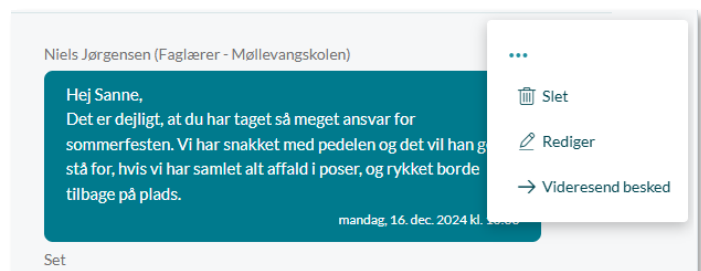 Niels Jørgensen (Faglærer - Møllevangskolen)
Hej Sanne,
Det er dejligt, at du har taget så meget ansvar for
sommerfesten. Vi har snakket med pedelen og det vil han
stå for, hvis vi har samlet alt affald i poser, og rykket borde
tilbage på plads.
mandag, 16. dec. 2024 kl.
Set
...
Slet
Rediger
Videresend besked